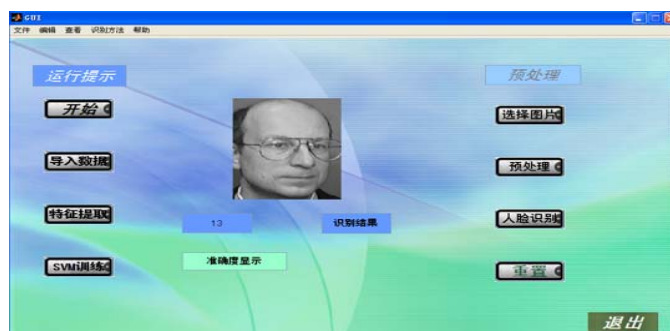 GUI
文件 编辑 查看 识别方法 帮助
运行提示
预处理
开始
选择图片
导入数据
预处理
特征提取
13
识别结果
人脸识别
SVM训练
准确度显示
重置
退出